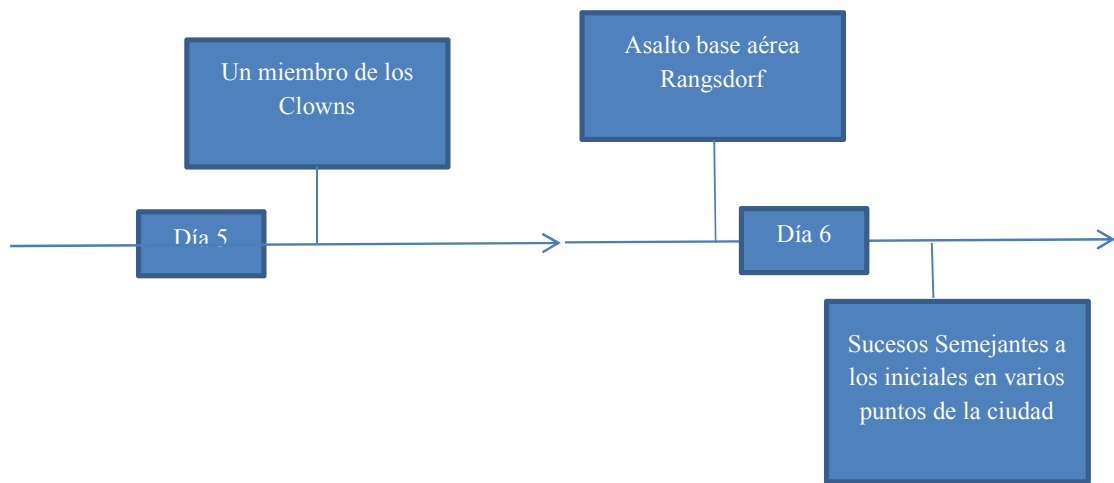 Un miembro de los
Clowns
Asalto base aérea
Rangsdorf
Día 5
Día 6
Sucesos Semejantes a
los iniciales en varios
puntos de la ciudad